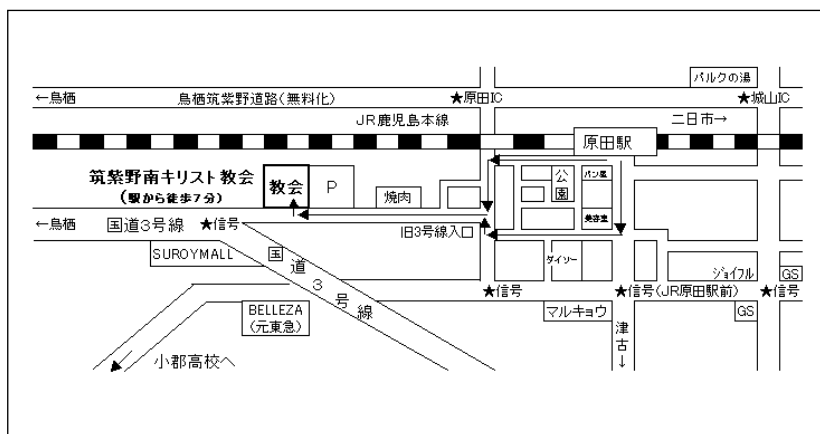 パルクの湯
←鳥栖
鳥栖筑紫野道路(無料化)
★原田IC
★城山IC
JR鹿児島本線
二日市→
原田駅
筑紫野南キリスト教会
(駅から徒歩7分)
教会
P
焼肉
公園
パン屋
美容室
←鳥栖
国道3号線
★信号
旧3号線入口
SUROYMALL
国道3号線
ダイソー
ジョイフル
GS
★信号
★信号(JR原田駅前)
★信号
BELLEZA
(元東急)
マルキョウ
GS
津古↓
小郡高校へ